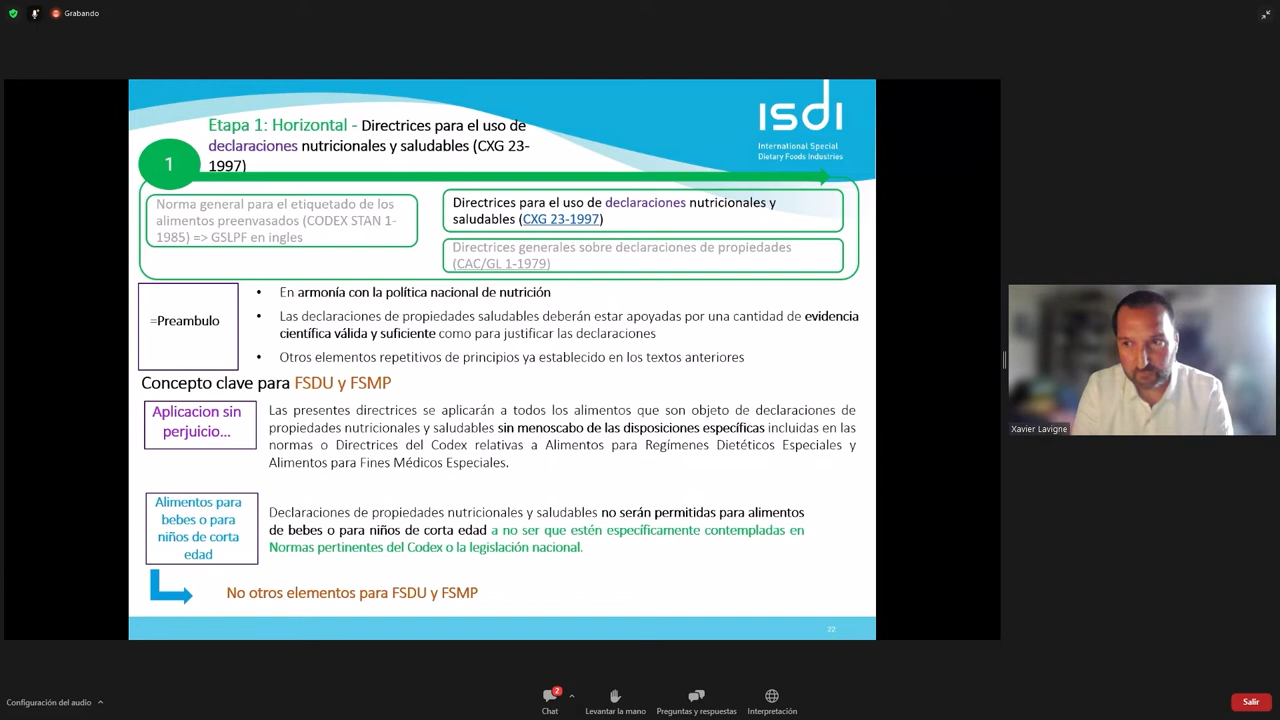 Grabando
isdi
International Special
Dietary Foods Industries
Etapa 1: Horizontal - Directrices para el uso de
declaraciones nutricionales y saludables (CXG 23-
1997)
1
Norma general para el etiquetado de los
alimentos preenvasados (CODEX STAN 1-
1985) => GSLPF en ingles
Directrices para el uso de declaraciones nutricionales y
saludables (CXG 23-1997)
Directrices generales sobre declaraciones de propiedades
(CAC/GL 1-1979)
=Preambulo
• En armonía con la política nacional de nutrición
• Las declaraciones de propiedades saludables deberán estar apoyadas por una cantidad de evidencia
científica válida y suficiente como para justificar las declaraciones
• Otros elementos repetitivos de principios ya establecido en los textos anteriores
Concepto clave para FSDU y FSMP
Aplicacion sin
perjuicio...
Las presentes directrices se aplicarán a todos los alimentos que son objeto de declaraciones de
propiedades nutricionales y saludables sin menoscabo de las disposiciones específicas incluidas en las
normas o Directrices del Codex relativas a Alimentos para Regímenes Dietéticos Especiales y
Alimentos para Fines Médicos Especiales.
Alimentos para
bebes o para
niños de corta
edad
Declaraciones de propiedades nutricionales y saludables no serán permitidas para alimentos
de bebes o para niños de corta edad a no ser que estén específicamente contempladas en
Normas pertinentes del Codex o la legislación nacional.
No otros elementos para FSDU y FSMP
22
Xavier Lavigne
Configuración del audio
2
Chat
Levantar la mano
Preguntas y respuestas
Interpretación
Salir